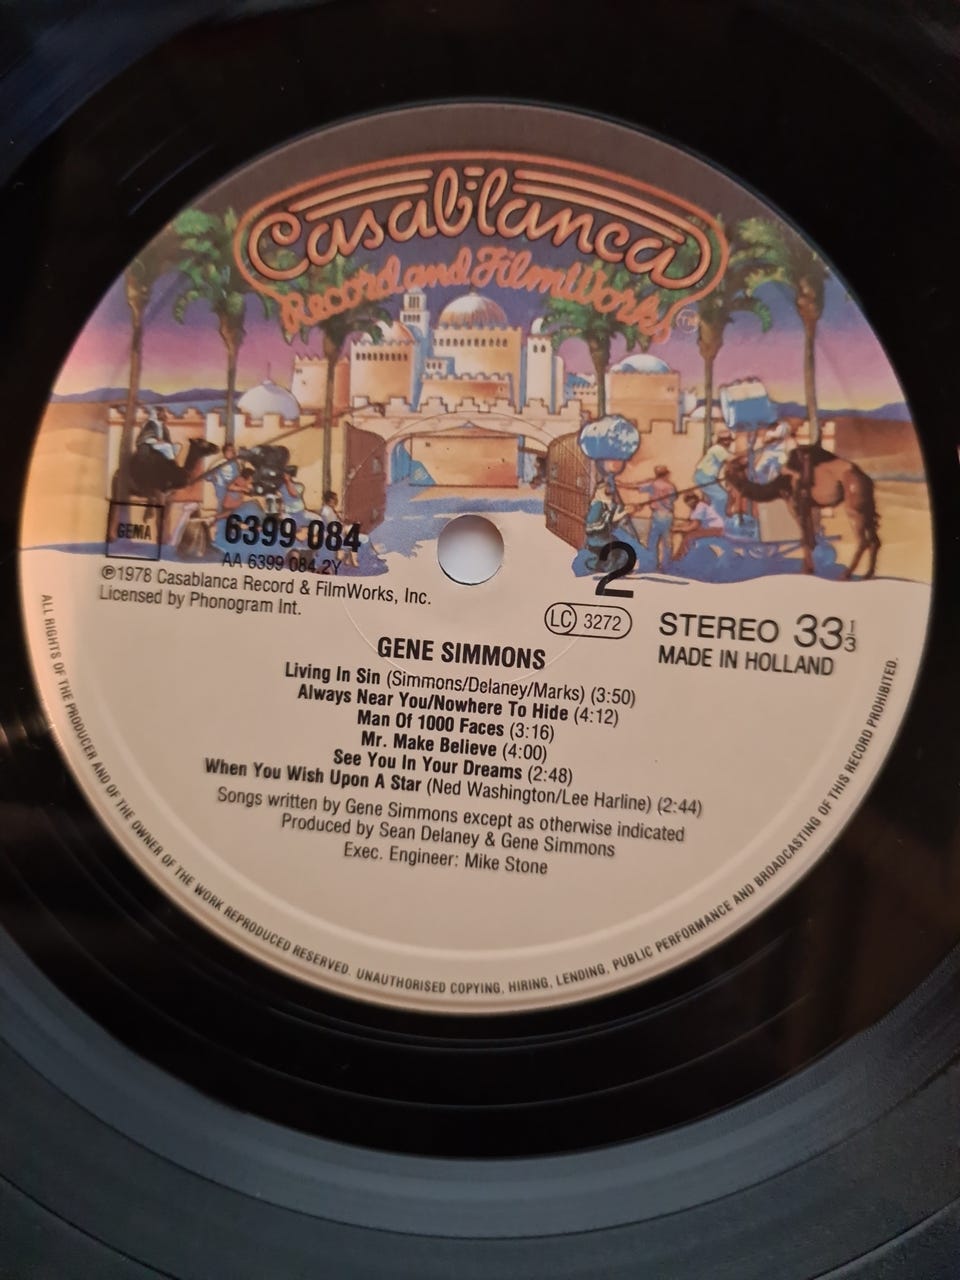 Casablanca
Record and FilmWorks
TM
GEMA
6399 084
AA 6399 084.2Y
℗1978 Casablanca Record & FilmWorks, Inc.
Licensed by Phonogram Int.
2
LC 3272
STEREO 33 1/3
MADE IN HOLLAND
GENE SIMMONS
Living In Sin (Simmons/Delaney/Marks) (3:50)
Always Near You/Nowhere To Hide (4:12)
Man Of 1000 Faces (3:16)
Mr. Make Believe (4:00)
See You In Your Dreams (2:48)
When You Wish Upon A Star (Ned Washington/Lee Harline) (2:44)
Songs written by Gene Simmons except as otherwise indicated
Produced by Sean Delaney & Gene Simmons
Exec. Engineer: Mike Stone
ALL RIGHTS OF THE PRODUCER AND OF THE OWNER OF THE WORK REPRODUCED RESERVED. UNAUTHORISED COPYING, HIRING, LENDING, PUBLIC PERFORMANCE AND BROADCASTING OF THIS RECORD PROHIBITED.